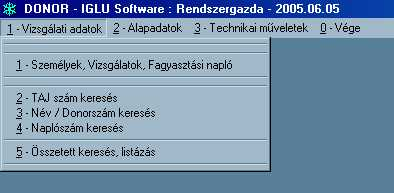 DONOR - IGLU Software : Rendszergazda - 2005.06.05
1 - Vizsgálati adatok 2 - Alapadatok 3 - Technikai műveletek 0 - Vége
1 - Személyek, Vizsgálatok, Fagyasztási napló
2 - TAJ szám keresés
3 - Név / Donorszám keresés
4 - Naplószám keresés
5 - Összetett keresés, listázás